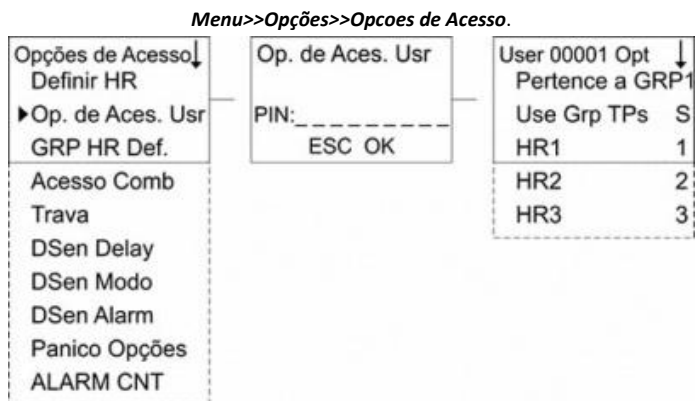 Menu>>Opções>>Opcoes de Acesso.
Opções de Acesso↓
Definir HR
▶Op. de Aces. Usr
GRP HR Def.
Acesso Comb
Trava
DSen Delay
DSen Modo
DSen Alarm
Panico Opções
ALARM CNT
Op. de Aces. Usr
PIN:_ _ _ _ _ _ _ _ _
ESC OK
User 00001 Opt ↓
Pertence a GRP1
Use Grp TPs S
HR1 1
HR2 2
HR3 3